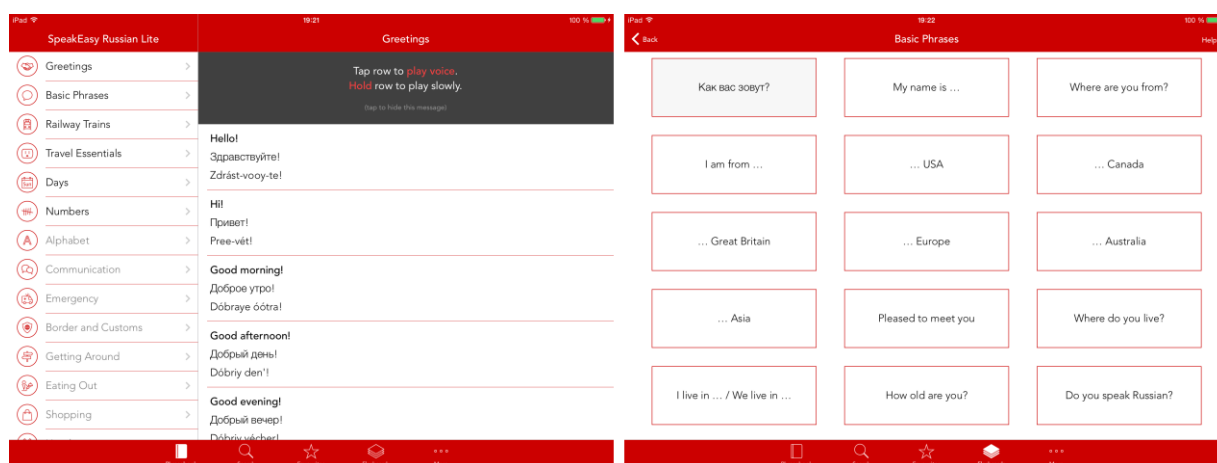 iPad
19:21
100 %
SpeakEasy Russian Lite
Greetings
Basic Phrases
Railway Trains
Travel Essentials
Days
Numbers
Alphabet
Communication
Emergency
Border and Customs
Getting Around
Eating Out
Shopping
Greetings
Tap row to play voice.
Hold row to play slowly.
(tap to hide this message)
Hello!
Здравствуйте!
Zdrást-vooy-te!
Hi!
Привет!
Pree-vét!
Good morning!
Доброе утро!
Dóbraye óótra!
Good afternoon!
Добрый день!
Dóbriy den'!
Good evening!
Добрый вечер!
Dóbriy vécher!
iPad
19:22
100 %
Back
Basic Phrases
Help
Как вас зовут?
My name is …
Where are you from?
I am from …
… USA
… Canada
… Great Britain
… Europe
… Australia
… Asia
Pleased to meet you
Where do you live?
I live in … / We live in …
How old are you?
Do you speak Russian?